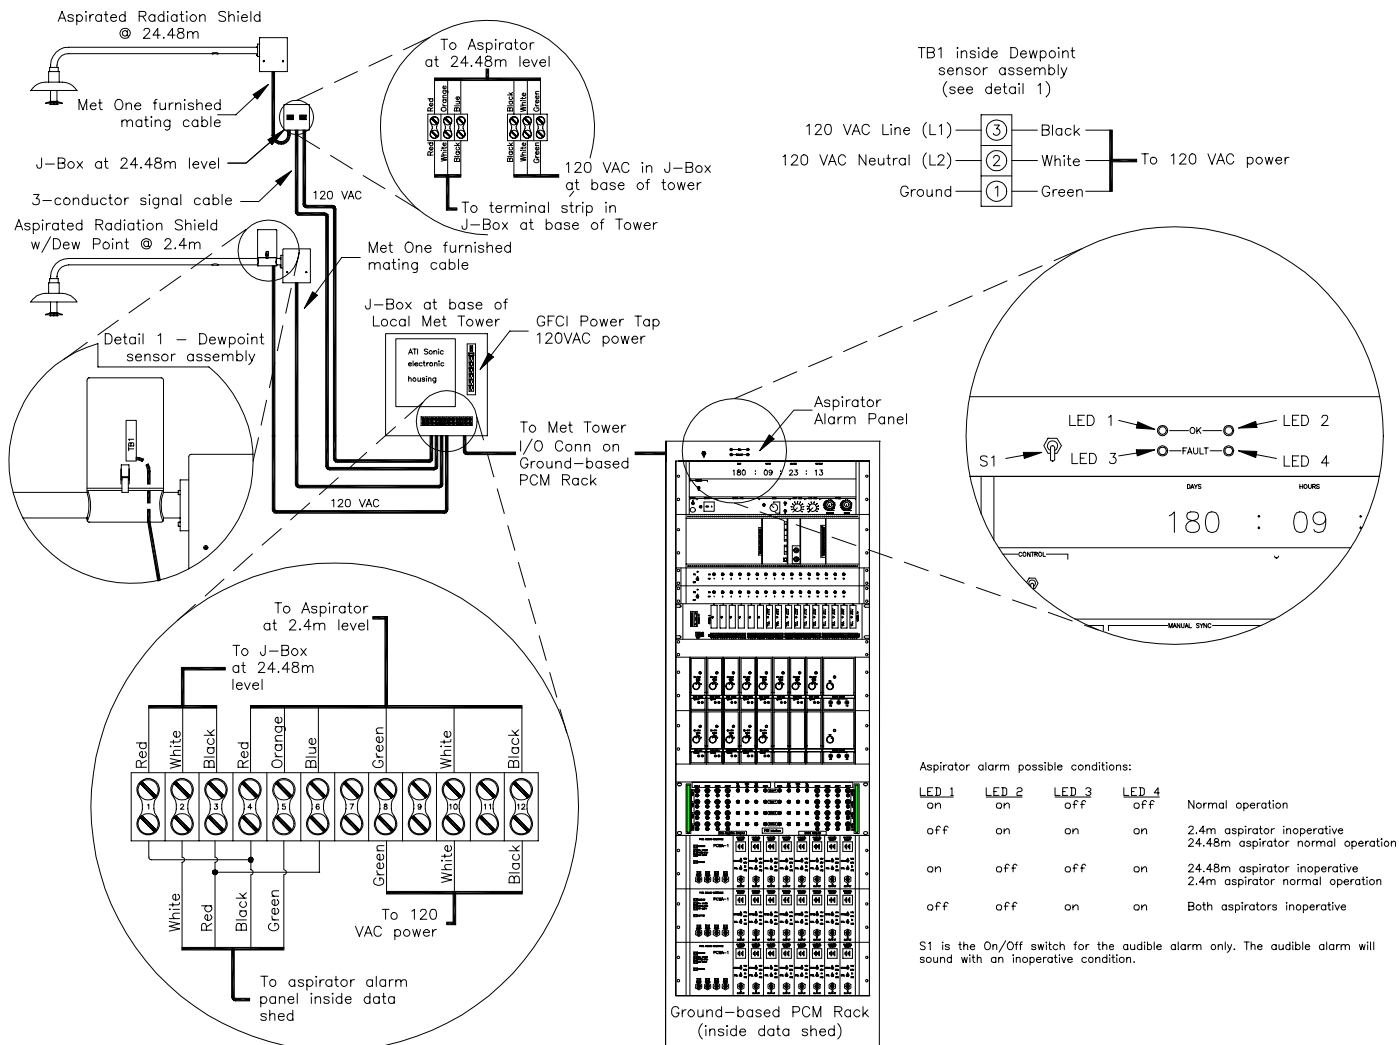 Aspirated Radiation Shield
@ 24.48m
Met One furnished
mating cable
J-Box at 24.48m level
3-conductor signal cable
120 VAC
Aspirated Radiation Shield
w/Dew Point @ 2.4m
Met One furnished
mating cable
To Aspirator
at 24.48m level
Red
Orange
Blue
Black
White
Green
Red
White
Black
Black
White
Green
120 VAC in J-Box
at base of tower
To terminal strip in
J-Box at base of Tower
TB1 inside Dewpoint
sensor assembly
(see detail 1)
120 VAC Line (L1)
3
Black
120 VAC Neutral (L2)
2
White
To 120 VAC power
Ground
1
Green
Detail 1 - Dewpoint
sensor assembly
TB1
J-Box at base of
Local Met Tower
ATI Sonic
electronic
housing
GFCI Power Tap
120VAC power
120 VAC
To Met Tower
I/O Conn on
Ground-based
PCM Rack
Aspirator
Alarm Panel
180 : 09 : 23 : 13
LED 1
OK
LED 2
S1
LED 3
FAULT
LED 4
DAYS
HOURS
180 : 09 :
CONTROL
MANUAL SYNC
To Aspirator
at 2.4m level
To J-Box
at 24.48m
level
Red
White
Black
Red
Orange
Blue
Green
White
Black
1
2
3
4
5
6
7
8
9
10
11
12
White
Red
Black
Green
Green
White
Black
To 120
VAC power
To aspirator alarm
panel inside data
shed
PCMA-1
PCMA-1
PCMA-1
Ground-based PCM Rack
(inside data shed)
Aspirator alarm possible conditions:
LED 1 LED 2 LED 3 LED 4
on on off off Normal operation
off on on on 2.4m aspirator inoperative
24.48m aspirator normal operation
on off off on 24.48m aspirator inoperative
2.4m aspirator normal operation
off off on on Both aspirators inoperative
S1 is the On/Off switch for the audible alarm only. The audible alarm will
sound with an inoperative condition.